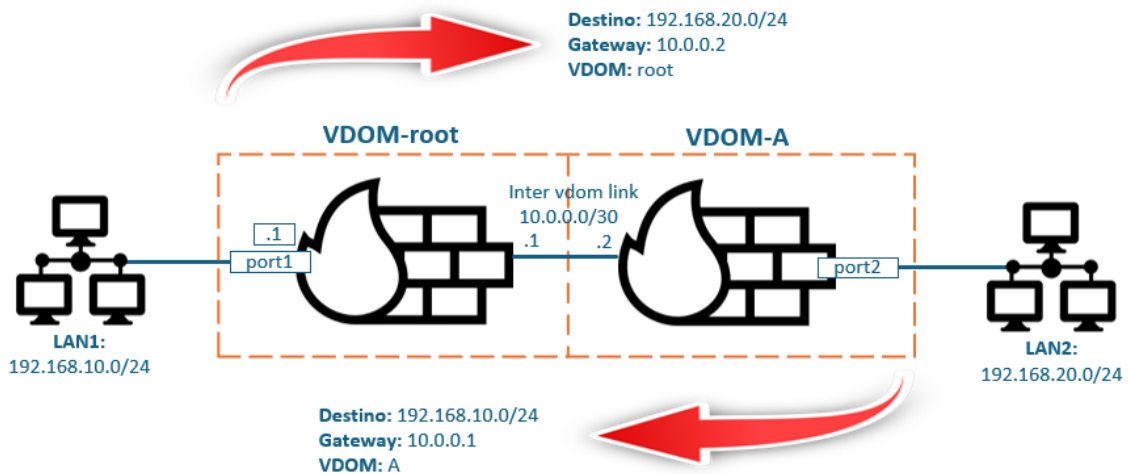 Destino: 192.168.20.0/24
Gateway: 10.0.0.2
VDOM: root
VDOM-root
VDOM-A
Inter vdom link
10.0.0.0/30
.1
.1
.2
port1
port2
LAN1:
192.168.10.0/24
LAN2:
192.168.20.0/24
Destino: 192.168.10.0/24
Gateway: 10.0.0.1
VDOM: A